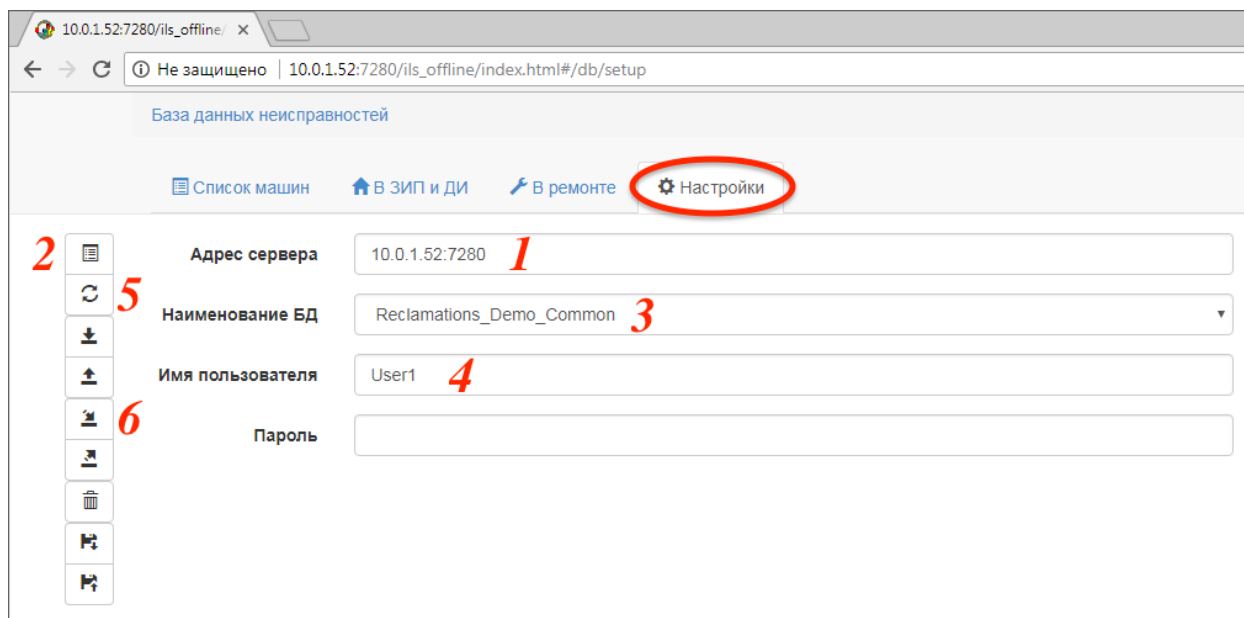 10.0.1.52:7280/ils_offline/
Не защищено 10.0.1.52:7280/ils_offline/index.html#/db/setup
База данных неисправностей
Список машин В ЗИП и ДИ В ремонте Настройки
2 Адрес сервера 10.0.1.52:7280 1
5
Наименование БД Reclamations_Demo_Common 3
Имя пользователя User1 4
6
Пароль